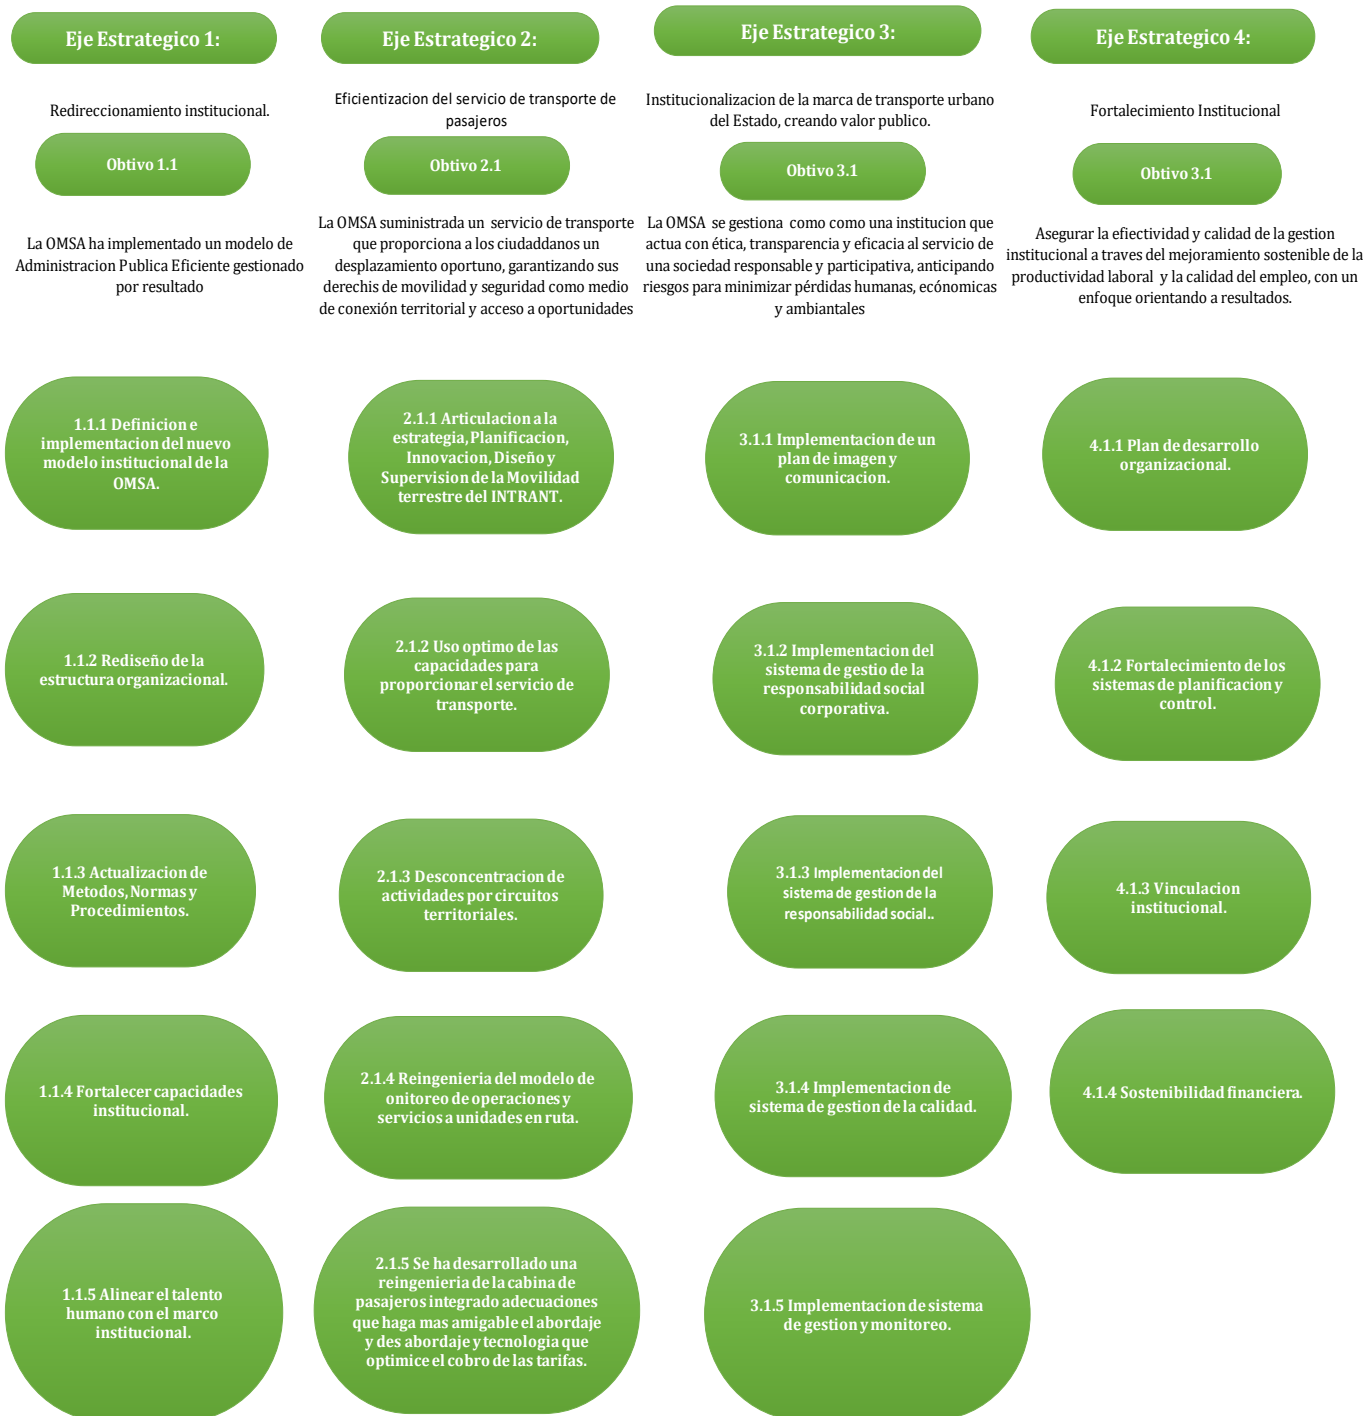 Eje Estrategico 1:
Redireccionamiento institucional.
Obtivo 1.1
La OMSA ha implementado un modelo de
Administracion Publica Eficiente gestionado
por resultado
1.1.1 Definicion e
implementacion del nuevo
modelo institucional de la
OMSA.
1.1.2 Rediseño de la
estructura organizacional.
1.1.3 Actualizacion de
Metodos, Normas y
Procedimientos.
1.1.4 Fortalecer capacidades
institucional.
1.1.5 Alinear el talento
humano con el marco
institucional.
Eje Estrategico 2:
Eficientizacion del servicio de transporte de
pasajeros
Obtivo 2.1
La OMSA suministrada un servicio de transporte
que proporciona a los ciudaddanos un
desplazamiento oportuno, garantizando sus
derechis de movilidad y seguridad como medio
de conexión territorial y acceso a oportunidades
2.1.1 Articulacion a la
estrategia, Planificacion,
Innovacion, Diseño y
Supervision de la Movilidad
terrestre del INTRANT.
2.1.2 Uso optimo de las
capacidades para
proporcionar el servicio de
transporte.
2.1.3 Desconcentracion de
actividades por circuitos
territoriales.
2.1.4 Reingenieria del modelo de
onitoreo de operaciones y
servicios a unidades en ruta.
2.1.5 Se ha desarrollado una
reingenieria de la cabina de
pasajeros integrado adecuaciones
que haga mas amigable el abordaje
y des abordaje y tecnologia que
optimice el cobro de las tarifas.
Eje Estrategico 3:
Institucionalizacion de la marca de transporte urbano
del Estado, creando valor publico.
Obtivo 3.1
La OMSA se gestiona como como una institucion que
actua con ética, transparencia y eficacia al servicio de
una sociedad responsable y participativa, anticipando
riesgos para minimizar pérdidas humanas, ecónomicas
y ambiantales
3.1.1 Implementacion de un
plan de imagen y
comunicacion.
3.1.2 Implementacion del
sistema de gestio de la
responsabilidad social
corporativa.
3.1.3 Implementacion del
sistema de gestion de la
responsabilidad social..
3.1.4 Implementacion de
sistema de gestion de la calidad.
3.1.5 Implementacion de sistema
de gestion y monitoreo.
Eje Estrategico 4:
Fortalecimiento Institucional
Obtivo 3.1
Asegurar la efiectividad y calidad de la gestion
institucional a traves del mejoramiento sostenible de la
productividad laboral y la calidad del empleo, con un
enfoque orientando a resultados.
4.1.1 Plan de desarrollo
organizacional.
4.1.2 Fortalecimiento de los
sistemas de planificacion y
control.
4.1.3 Vinculacion
institucional.
4.1.4 Sostenibilidad financiera.